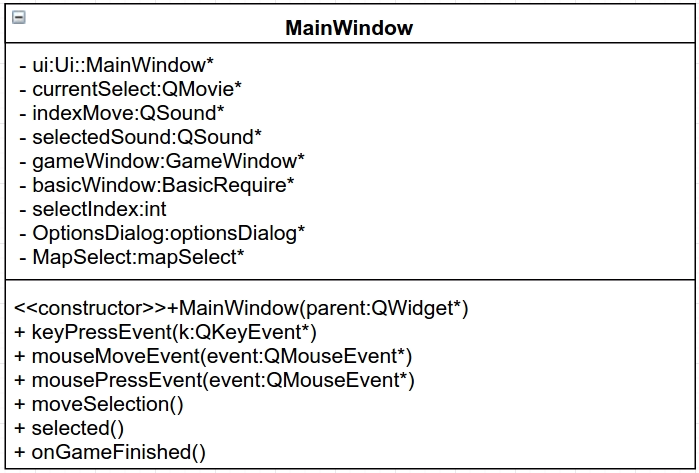 MainWindow
- ui:Ui::MainWindow*
- currentSelect:QMovie*
- indexMove:QSound*
- selectedSound:QSound*
- gameWindow:GameWindow*
- basicWindow:BasicRequire*
- selectIndex:int
- OptionsDialog:optionsDialog*
- MapSelect:mapSelect*
<<constructor>>+MainWindow(parent:QWidget*)
+ keyPressEvent(k:QKeyEvent*)
+ mouseMoveEvent(event:QMouseEvent*)
+ mousePressEvent(event:QMouseEvent*)
+ moveSelection()
+ selected()
+ onGameFinished()